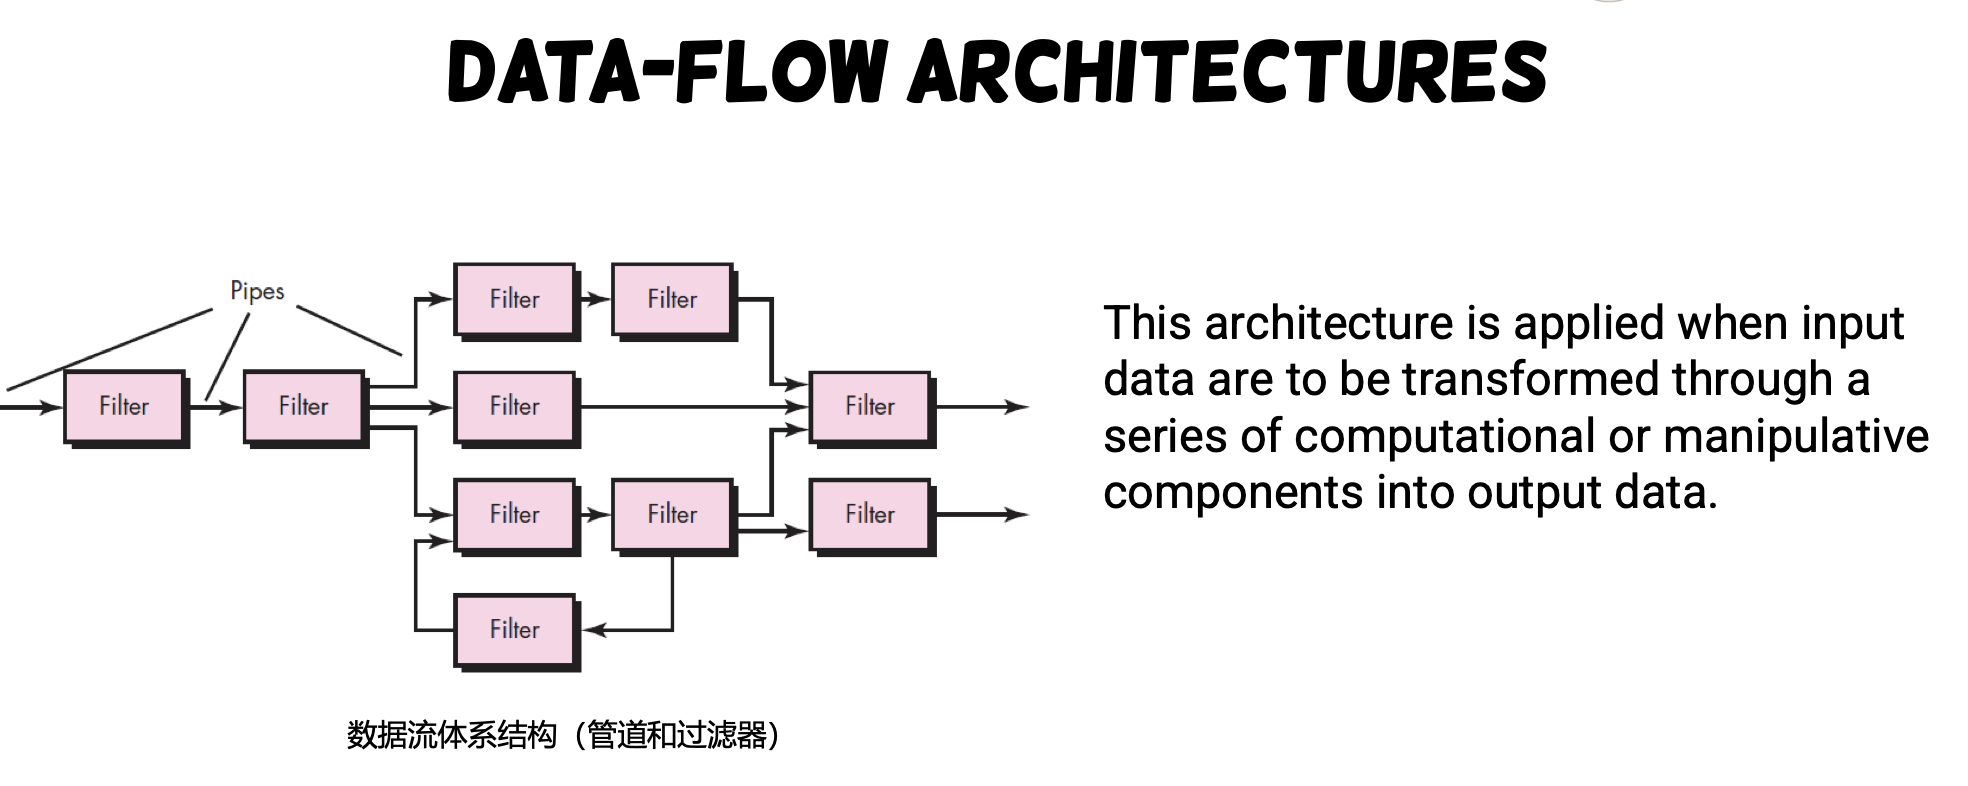 DATA-FLOW ARCHITECTURES
Pipes
Filter
Filter
Filter
Filter
Filter
Filter
Filter
Filter
Filter
Filter
This architecture is applied when input
data are to be transformed through a
series of computational or manipulative
components into output data.
数据流体系结构（管道和过滤器）